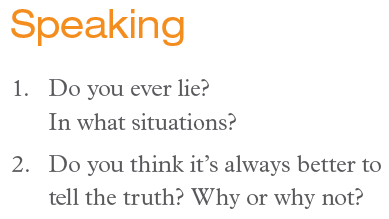 Speaking
1. Do you ever lie?
In what situations?
2. Do you think it's always better to
tell the truth? Why or why not?